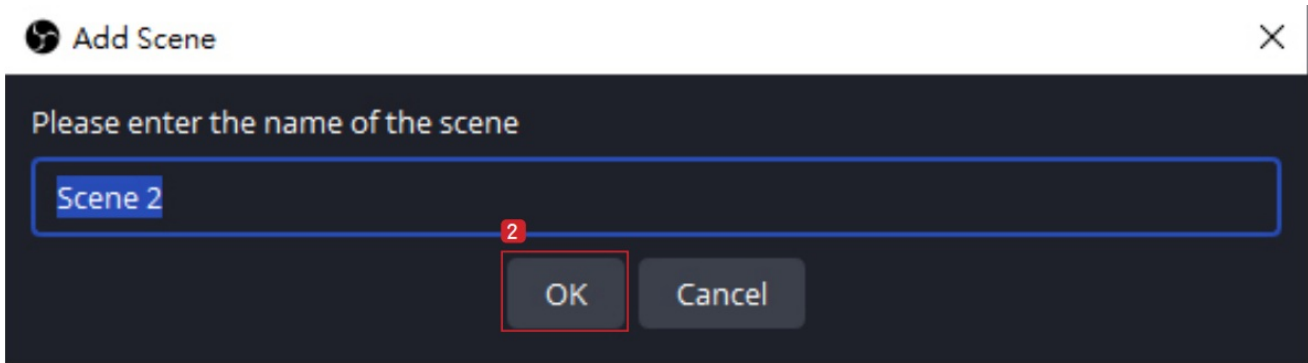 Add Scene
Please enter the name of the scene
Scene 2
2
OK Cancel